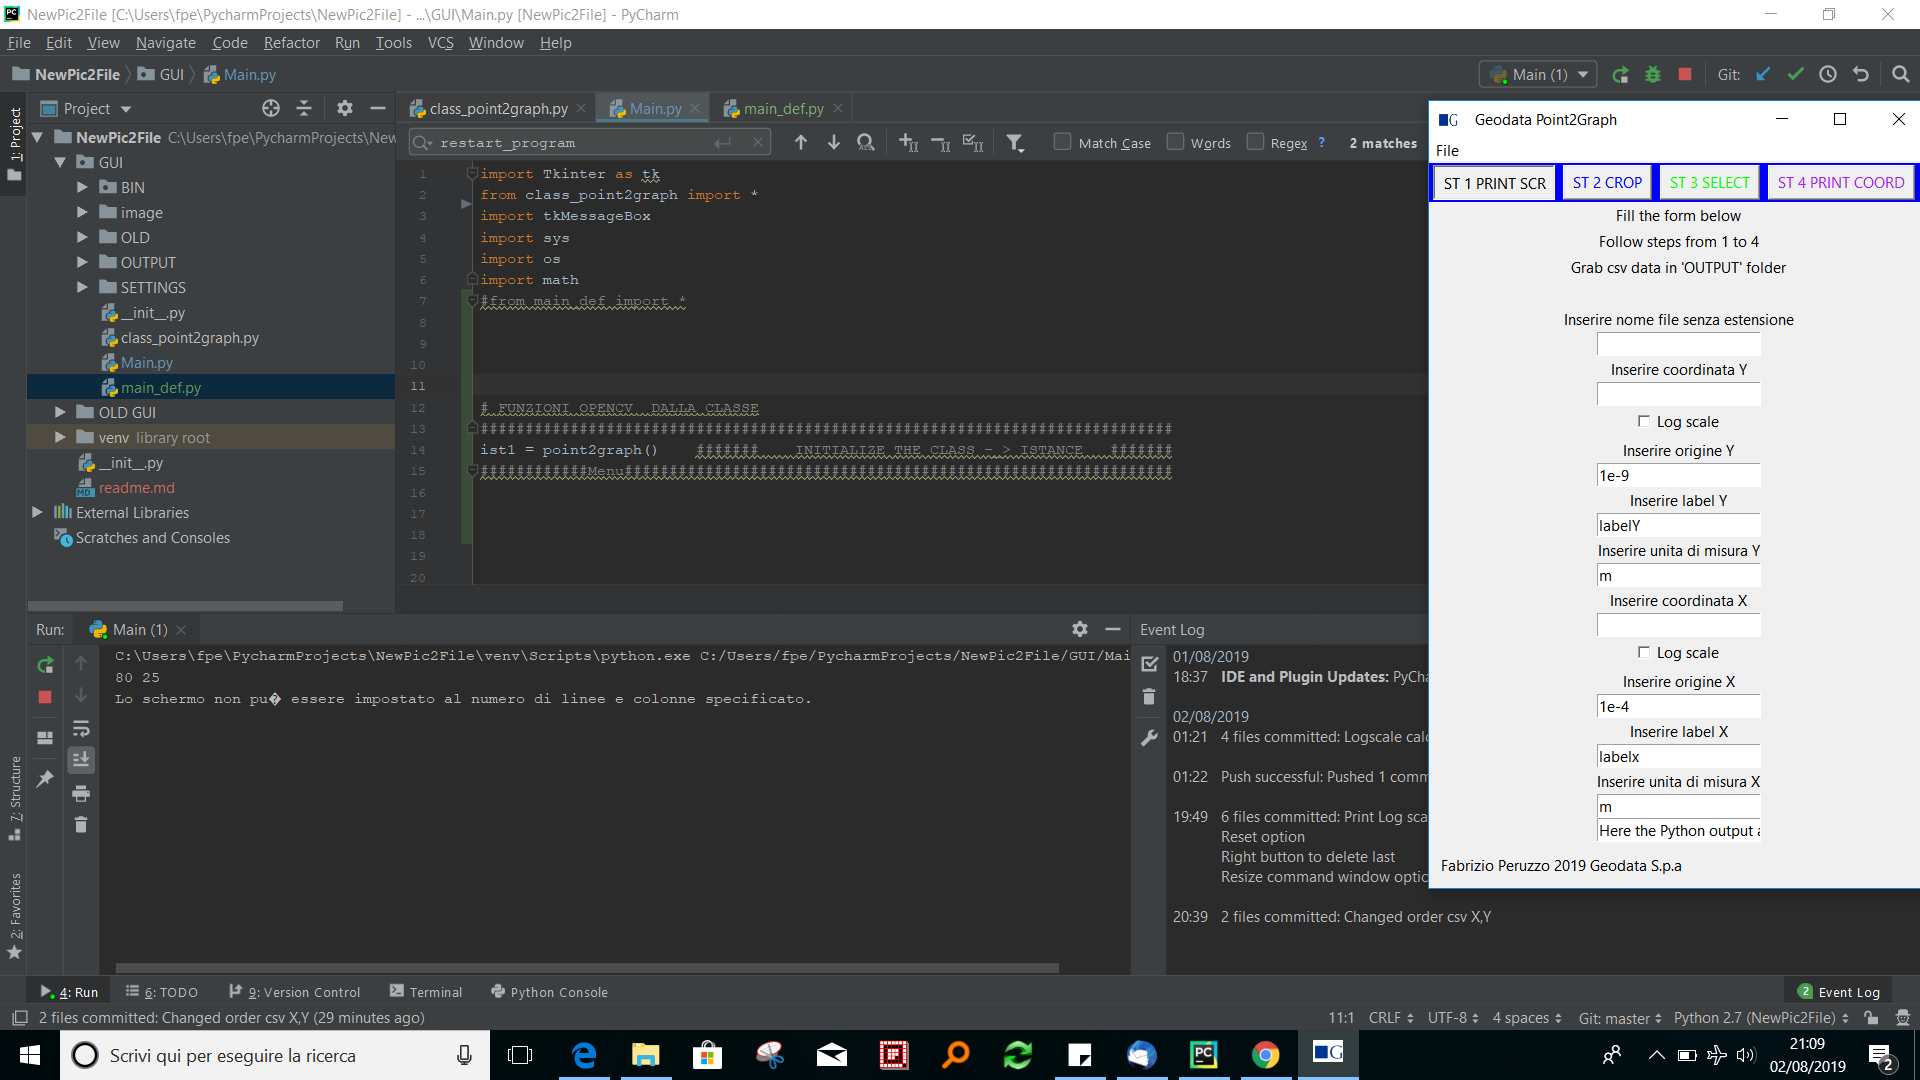 NewPic2File [C:\Users\fpe\PycharmProjects\NewPic2File] - ...\GUI\Main.py [NewPic2File] - PyCharm
File Edit View Navigate Code Refactor Run Tools VCS Window Help
NewPic2File GUI Main.py Main (1) Git:
1: Project
Project
class_point2graph.py Main.py main_def.py
restart_program Match Case Words Regex ? 2 matches
NewPic2File C:\Users\fpe\PycharmProjects\New
GUI
BIN
image
OLD
OUTPUT
SETTINGS
__init__.py
class_point2graph.py
Main.py
main_def.py
OLD GUI
venv library root
__init__.py
readme.md
External Libraries
Scratches and Consoles
1 import Tkinter as tk
2 from class_point2graph import *
3 import tkMessageBox
4 import sys
5 import os
6 import math
7 #from main_def import *
8
9
10
11
12 # FUNZIONI OPENCV DALLA CLASSE
13 ##############################################################################
14 ist1 = point2graph() ####### INITIALIZE THE CLASS - > ISTANCE #######
15 ############Menu##############################################################
16
17
18
19
20
Geodata Point2Graph
File
ST 1 PRINT SCR ST 2 CROP ST 3 SELECT ST 4 PRINT COORD
Fill the form below
Follow steps from 1 to 4
Grab csv data in 'OUTPUT' folder
Inserire nome file senza estensione
Inserire coordinata Y
Log scale
Inserire origine Y
1e-9
Inserire label Y
labelY
Inserire unita di misura Y
m
Inserire coordinata X
Log scale
Inserire origine X
1e-4
Inserire label X
labelx
Inserire unita di misura X
m
Here the Python output a
Fabrizio Peruzzo 2019 Geodata S.p.a
Run: Main (1)
C:\Users\fpe\PycharmProjects\NewPic2File\venv\Scripts\python.exe C:/Users/fpe/PycharmProjects/NewPic2File/GUI/Mai
80 25
Lo schermo non pu� essere impostato al numero di linee e colonne specificato.
7: Structure
2: Favorites
Event Log
01/08/2019
18:37 IDE and Plugin Updates: PyCha
02/08/2019
01:21 4 files committed: Logscale calc
01:22 Push successful: Pushed 1 comm
19:49 6 files committed: Print Log sca
Reset option
Right button to delete last
Resize command window optio
20:39 2 files committed: Changed order csv X,Y
4: Run 6: TODO 9: Version Control Terminal Python Console 2 Event Log
2 files committed: Changed order csv X,Y (29 minutes ago) 11:1 CRLF UTF-8 4 spaces Git: master Python 2.7 (NewPic2File)
Scrivi qui per eseguire la ricerca
21:09
02/08/2019
2